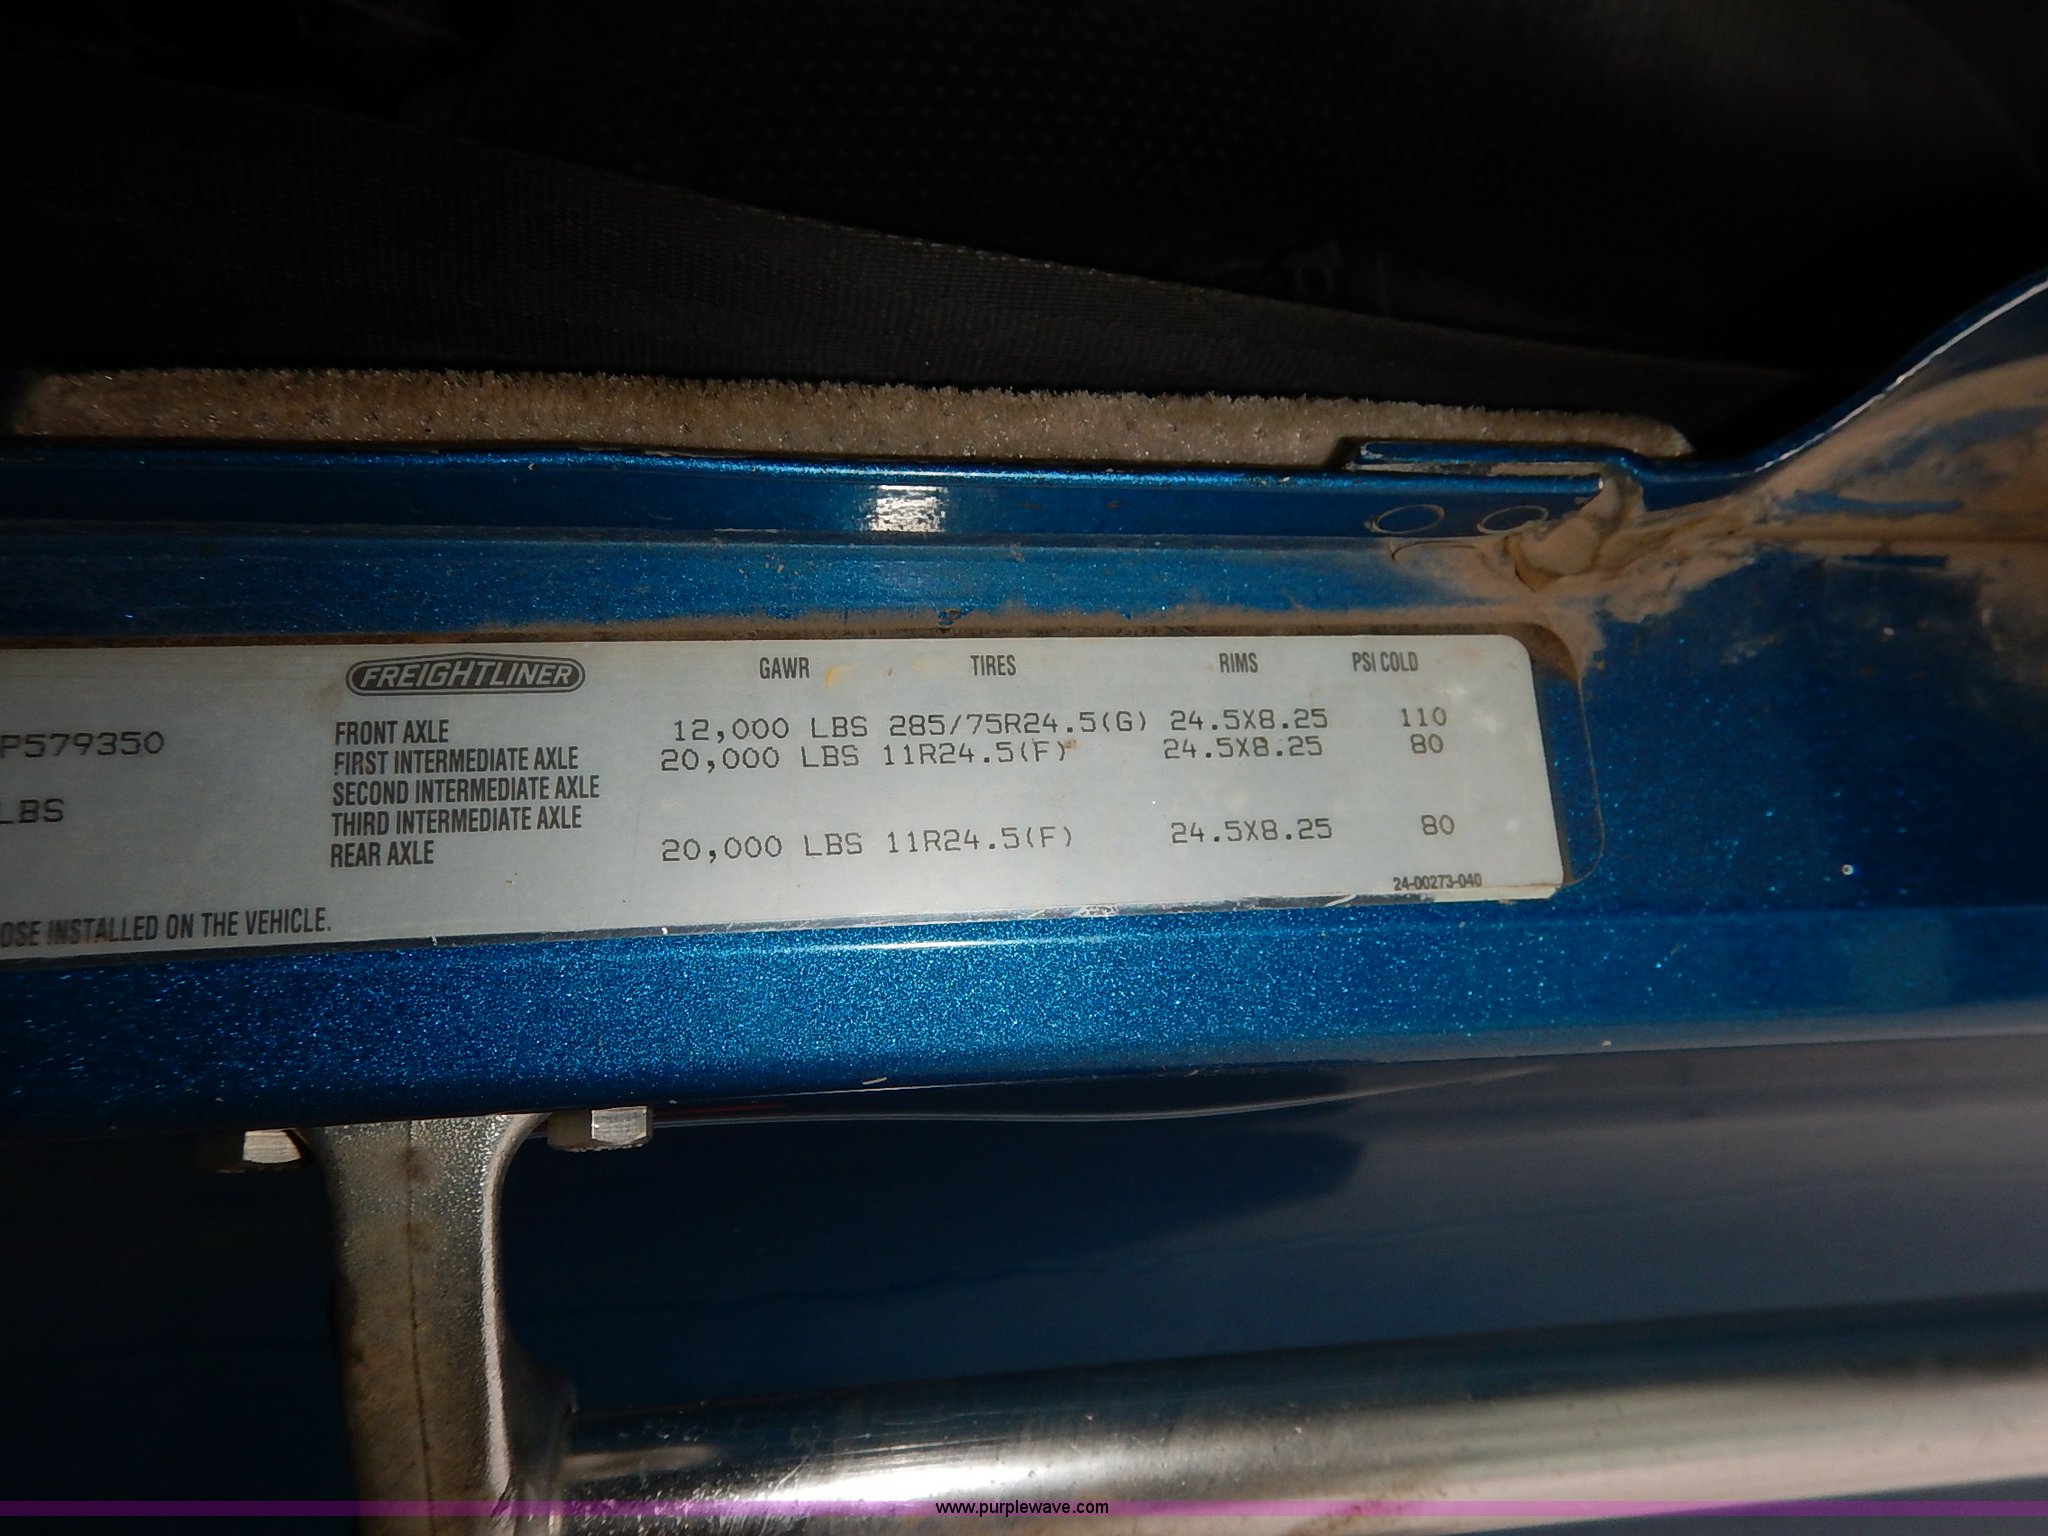 FREIGHTLINER GAWR TIRES RIMS PSI COLD
P579350
FRONT AXLE 12,000 LBS 285/75R24.5(G) 24.5X8.25 110
FIRST INTERMEDIATE AXLE 20,000 LBS 11R24.5(F) 24.5X8.25 80
SECOND INTERMEDIATE AXLE
LBS
THIRD INTERMEDIATE AXLE
REAR AXLE 20,000 LBS 11R24.5(F) 24.5X8.25 80
24-00273-040
OSE INSTALLED ON THE VEHICLE.
www.purplewave.com